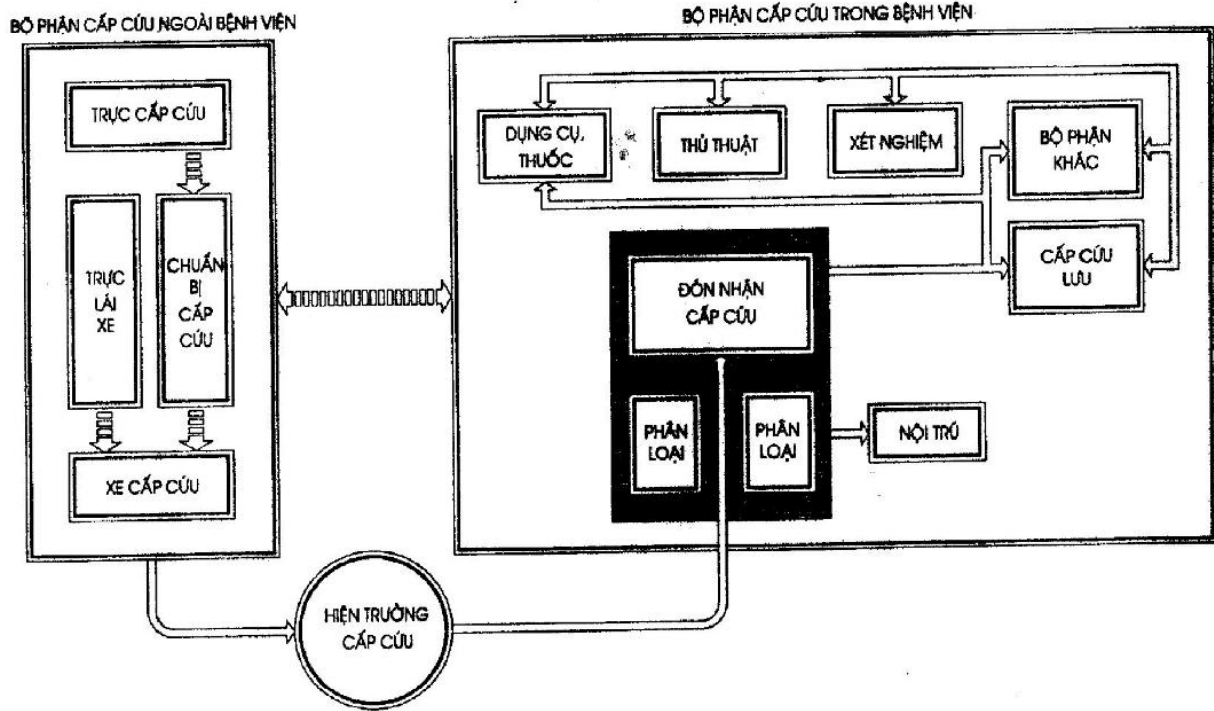 BỘ PHẬN CẤP CỨU NGOÀI BỆNH VIỆN
TRỰC CẤP CỨU
TRỰC
LÁI
XE
CHUẨN
BỊ
CẤP
CỨU
XE CẤP CỨU
HIỆN TRƯỜNG
CẤP CỨU
BỘ PHẬN CẤP CỨU TRONG BỆNH VIỆN
DỤNG CỤ,
THUỐC
THỦ THUẬT
XÉT NGHIỆM
BỘ PHẬN
KHÁC
CẤP CỨU
LƯU
ĐÓN NHẬN
CẤP CỨU
PHÂN
LOẠI
PHÂN
LOẠI
NỘI TRÚ